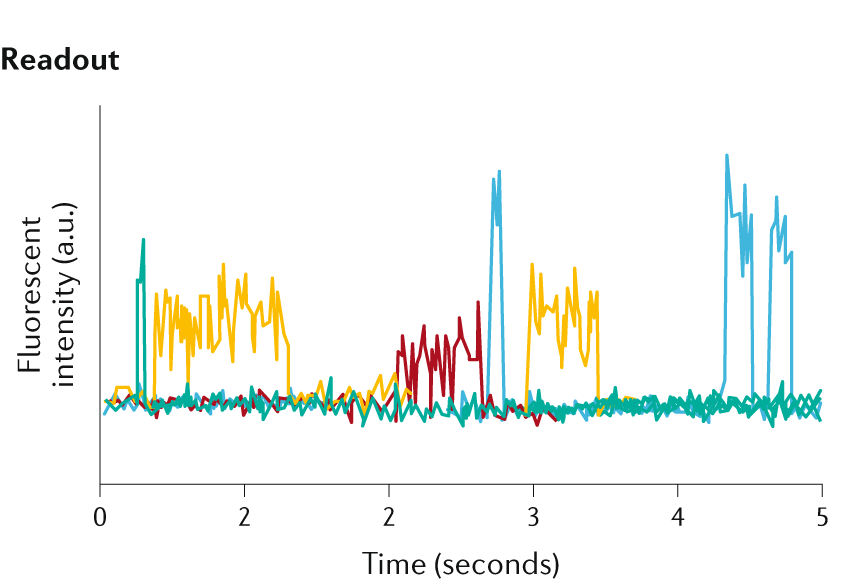 Readout
Fluorescent
intensity (a.u.)
0 2 2 3 4 5
Time (seconds)